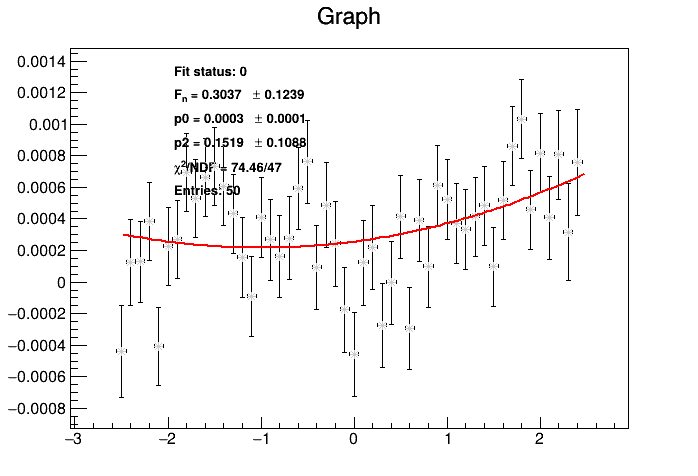 Graph
0.0014
0.0012
0.001
0.0008
0.0006
0.0004
0.0002
0
−0.0002
−0.0004
−0.0006
−0.0008
Fit status: 0
Fn = 0.3037 ± 0.1239
p0 = 0.0003 ± 0.0001
p2 = 0.1519 ± 0.1088
χ²/NDF = 74.46/47
Entries: 50
−3 −2 −1 0 1 2